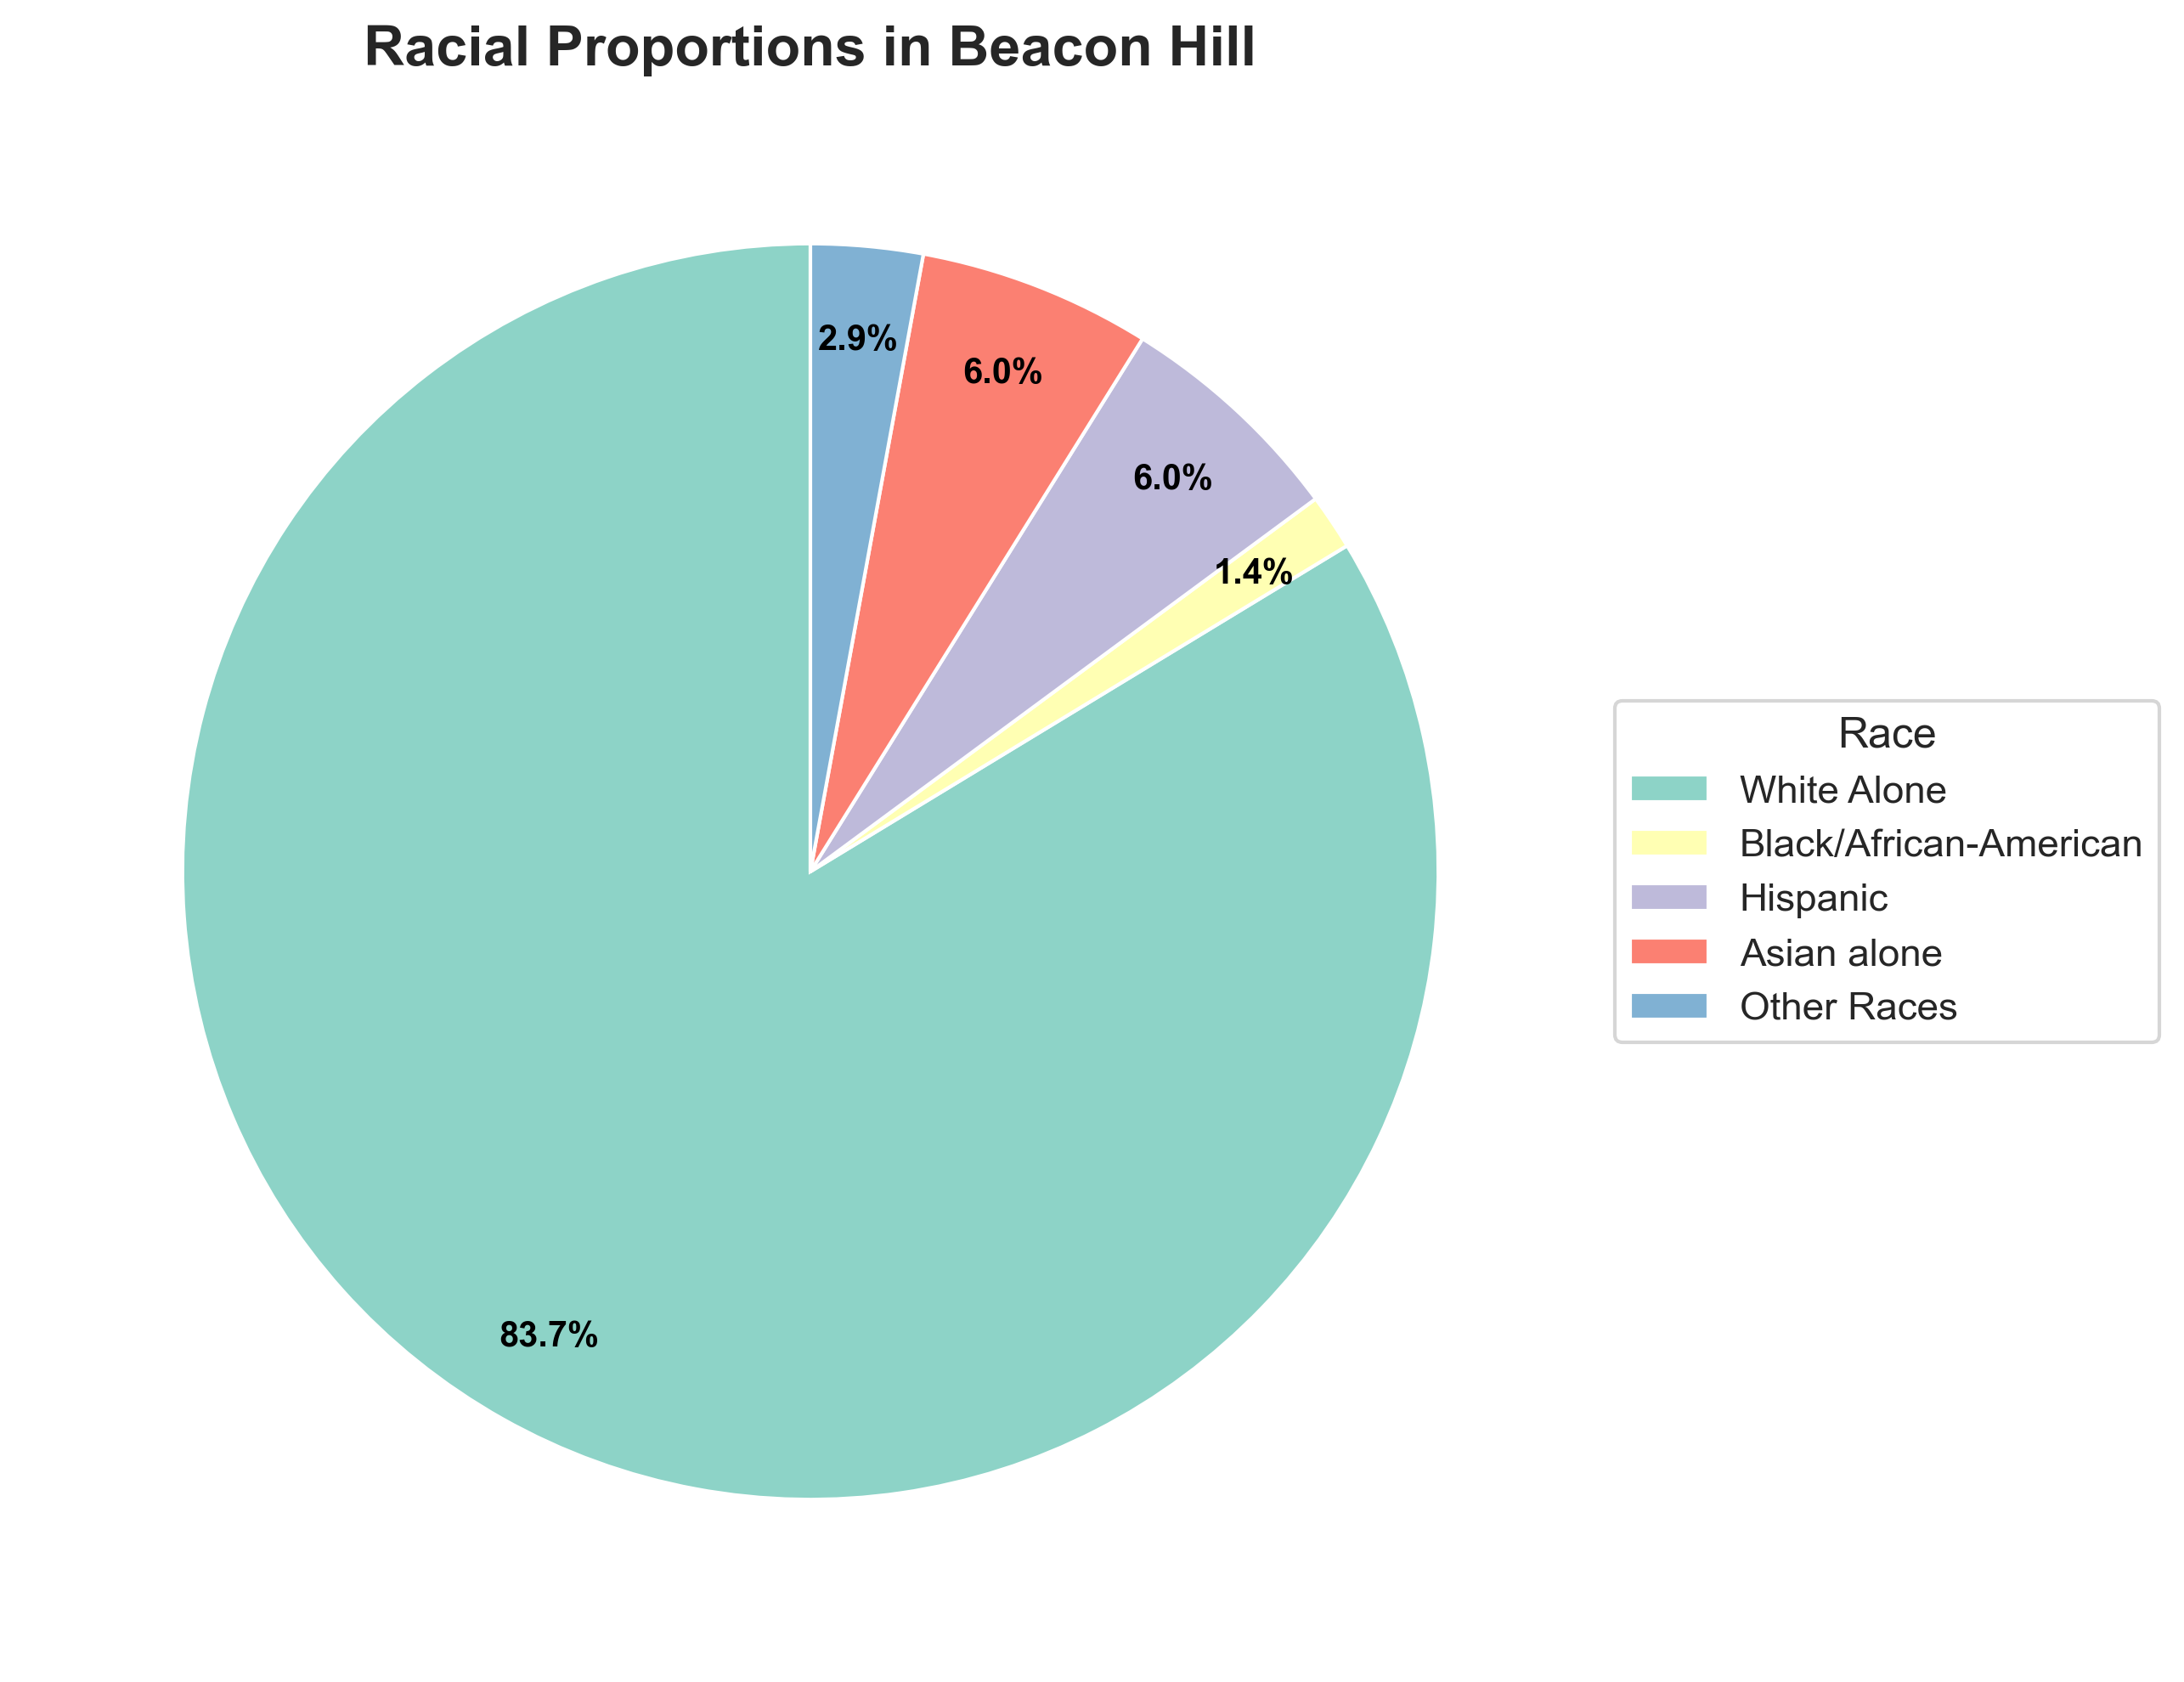 Racial Proportions in Beacon Hill
2.9%
6.0%
6.0%
1.4%
83.7%
Race
White Alone
Black/African-American
Hispanic
Asian alone
Other Races